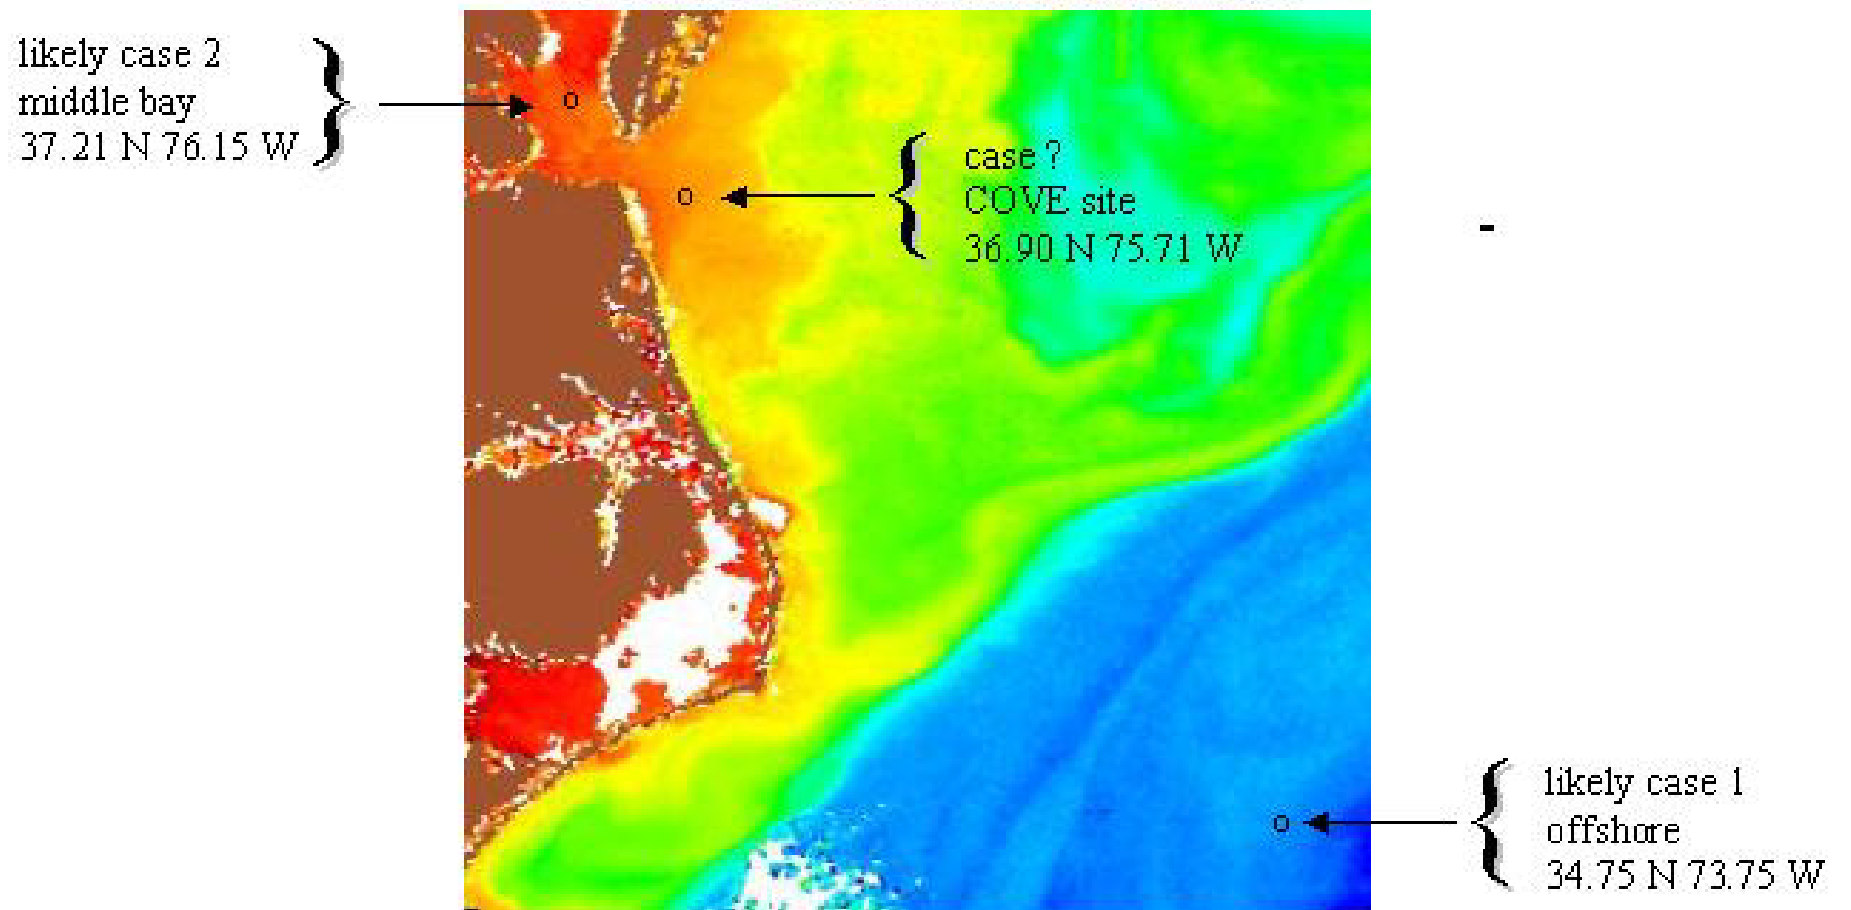 likely case 2
middle bay
37.21 N 76.15 W
case ?
COVE site
36.90 N 75.71 W
likely case 1
offshore
34.75 N 73.75 W